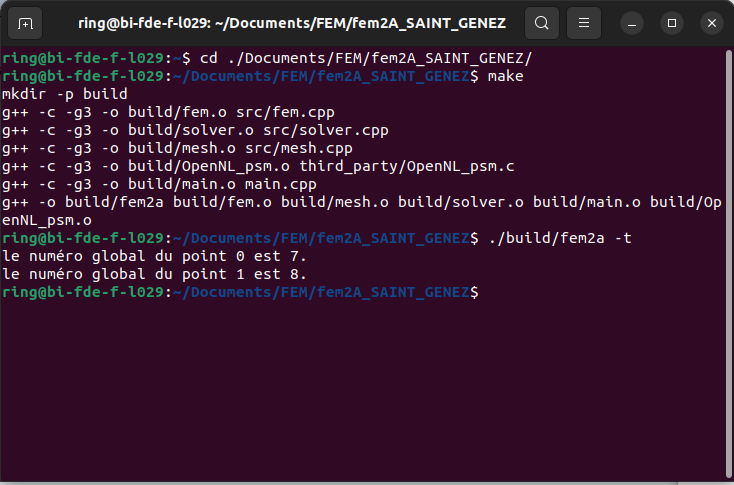 ring@bi-fde-f-l029: ~/Documents/FEM/fem2A_SAINT_GENEZ
ring@bi-fde-f-l029:~$ cd ./Documents/FEM/fem2A_SAINT_GENEZ/
ring@bi-fde-f-l029:~/Documents/FEM/fem2A_SAINT_GENEZ$ make
mkdir -p build
g++ -c -g3 -o build/fem.o src/fem.cpp
g++ -c -g3 -o build/solver.o src/solver.cpp
g++ -c -g3 -o build/mesh.o src/mesh.cpp
g++ -c -g3 -o build/OpenNL_psm.o third_party/OpenNL_psm.c
g++ -c -g3 -o build/main.o main.cpp
g++ -o build/fem2a build/fem.o build/mesh.o build/solver.o build/main.o build/Op
enNL_psm.o
ring@bi-fde-f-l029:~/Documents/FEM/fem2A_SAINT_GENEZ$ ./build/fem2a -t
le numéro global du point 0 est 7.
le numéro global du point 1 est 8.
ring@bi-fde-f-l029:~/Documents/FEM/fem2A_SAINT_GENEZ$